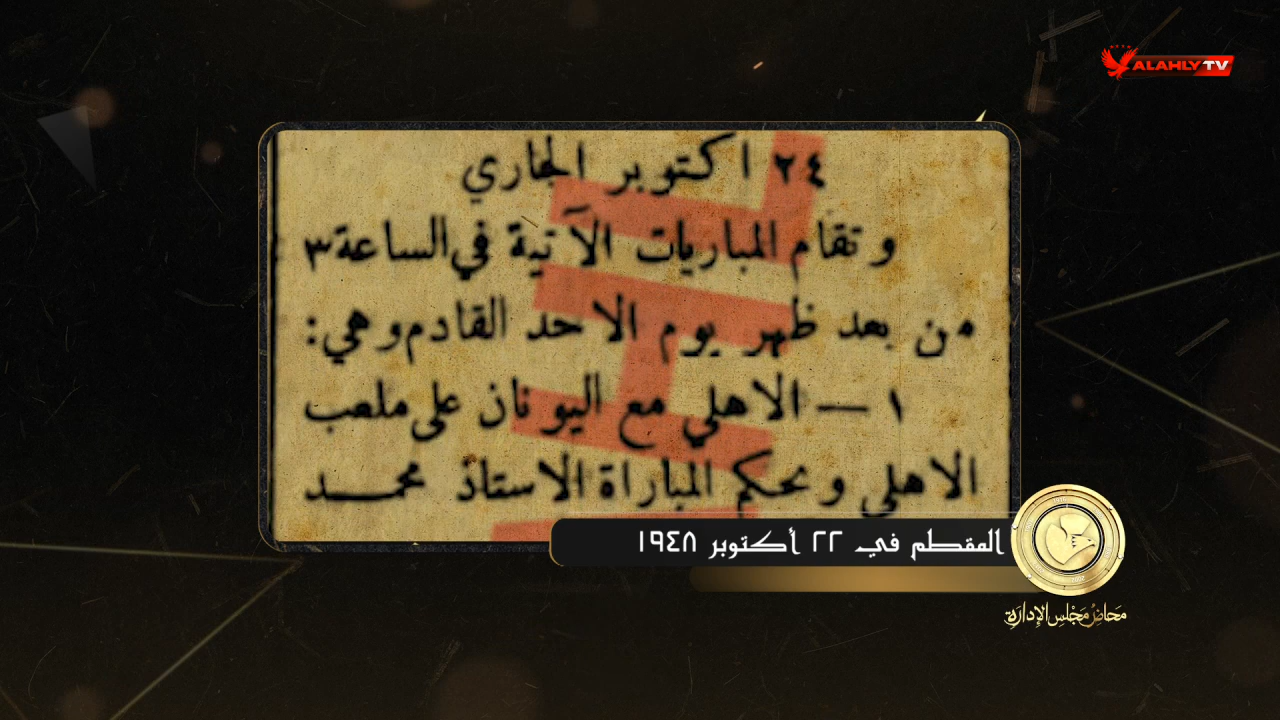 ALAHLY TV
٢٤ اكتوبر الجاري
وتقام المباريات الآتية في الساعة ٣
من بعد ظهر يوم الاحد القادم وهي:
١ — الاهلي مع اليونان على ملعب
الاهلي ويحكم المباراة الاستاذ محمد
المقطم في ٢٢ أكتوبر ١٩٤٨
محاضر مجلس الإدارة